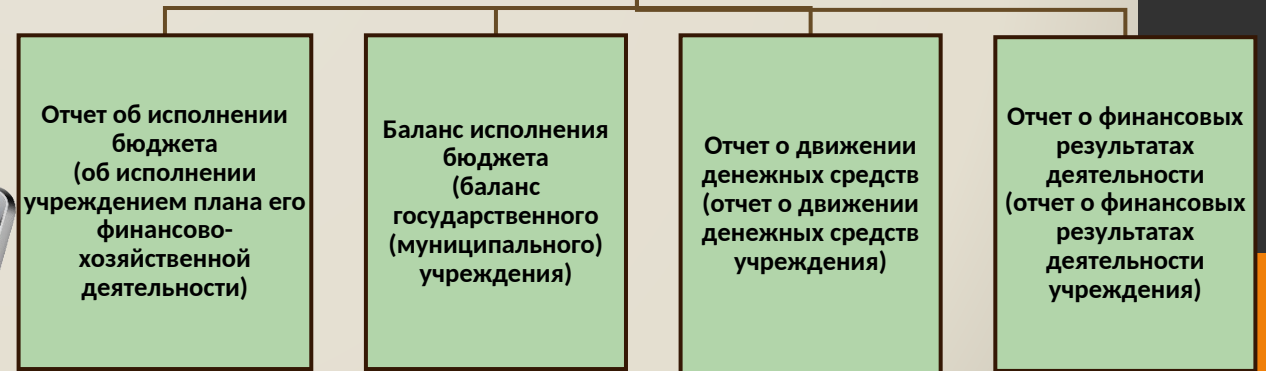 Отчет об исполнении
бюджета
(об исполнении
учреждением плана его
финансово-
хозяйственной
деятельности)
Баланс исполнения
бюджета
(баланс
государственного
(муниципального)
учреждения)
Отчет о движении
денежных средств
(отчет о движении
денежных средств
учреждения)
Отчет о финансовых
результатах
деятельности
(отчет о финансовых
результатах
деятельности
учреждения)